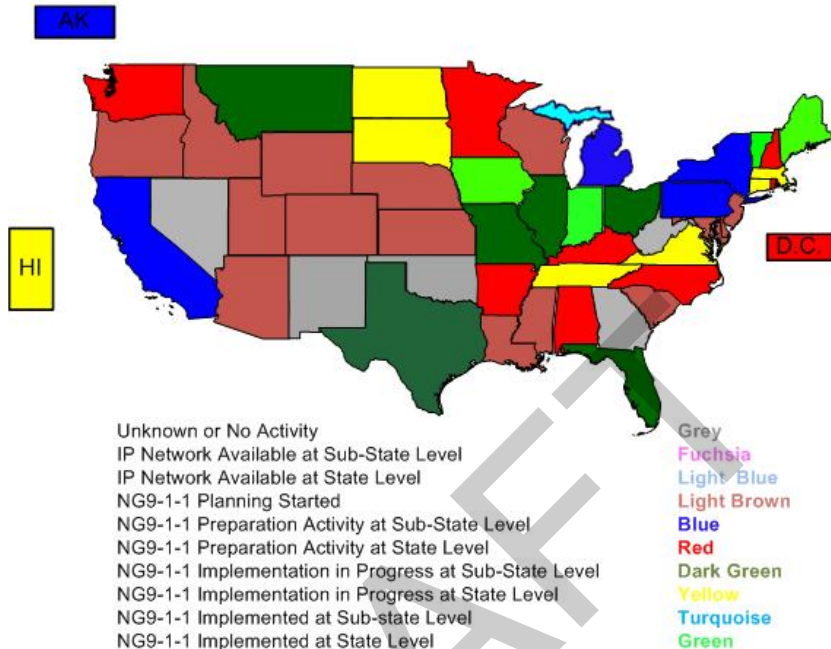 AK
HI
D.C.
Unknown or No Activity Grey
IP Network Available at Sub-State Level Fuchsia
IP Network Available at State Level Light Blue
NG9-1-1 Planning Started Light Brown
NG9-1-1 Preparation Activity at Sub-State Level Blue
NG9-1-1 Preparation Activity at State Level Red
NG9-1-1 Implementation in Progress at Sub-State Level Dark Green
NG9-1-1 Implementation in Progress at State Level Yellow
NG9-1-1 Implemented at Sub-state Level Turquoise
NG9-1-1 Implemented at State Level Green